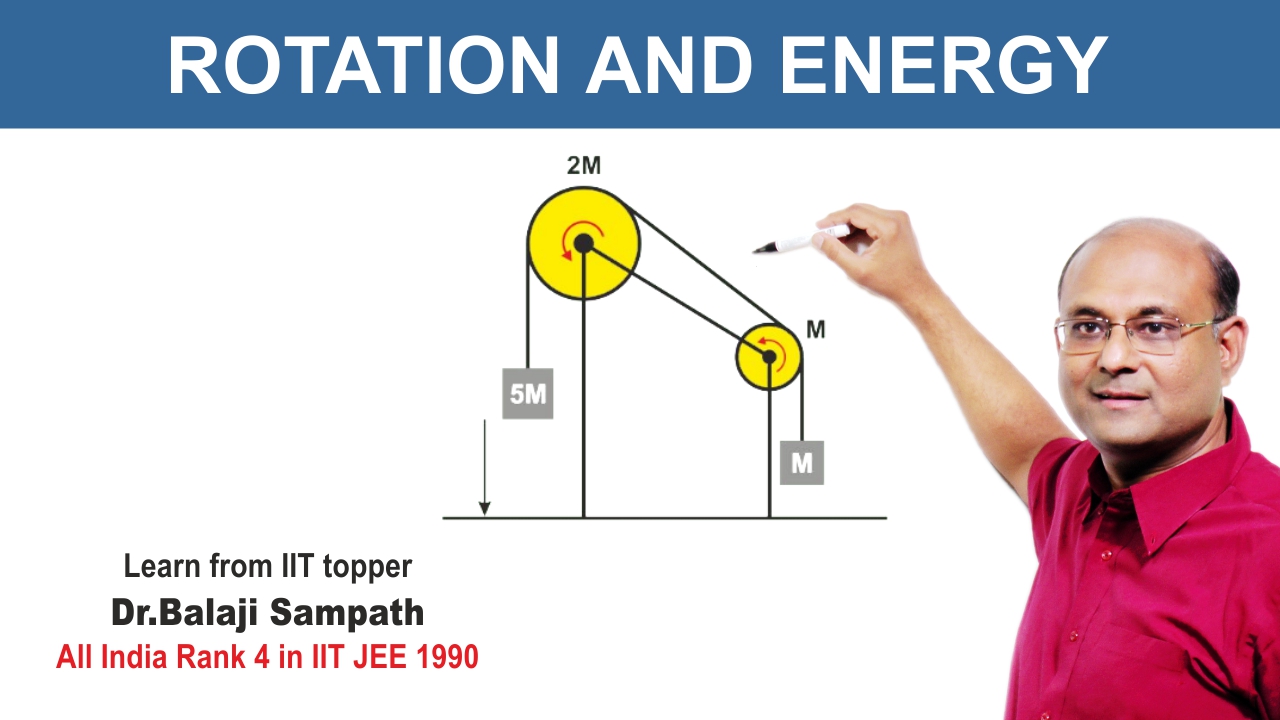 ROTATION AND ENERGY
2M
M
5M
M
Learn from IIT topper
Dr.Balaji Sampath
All India Rank 4 in IIT JEE 1990